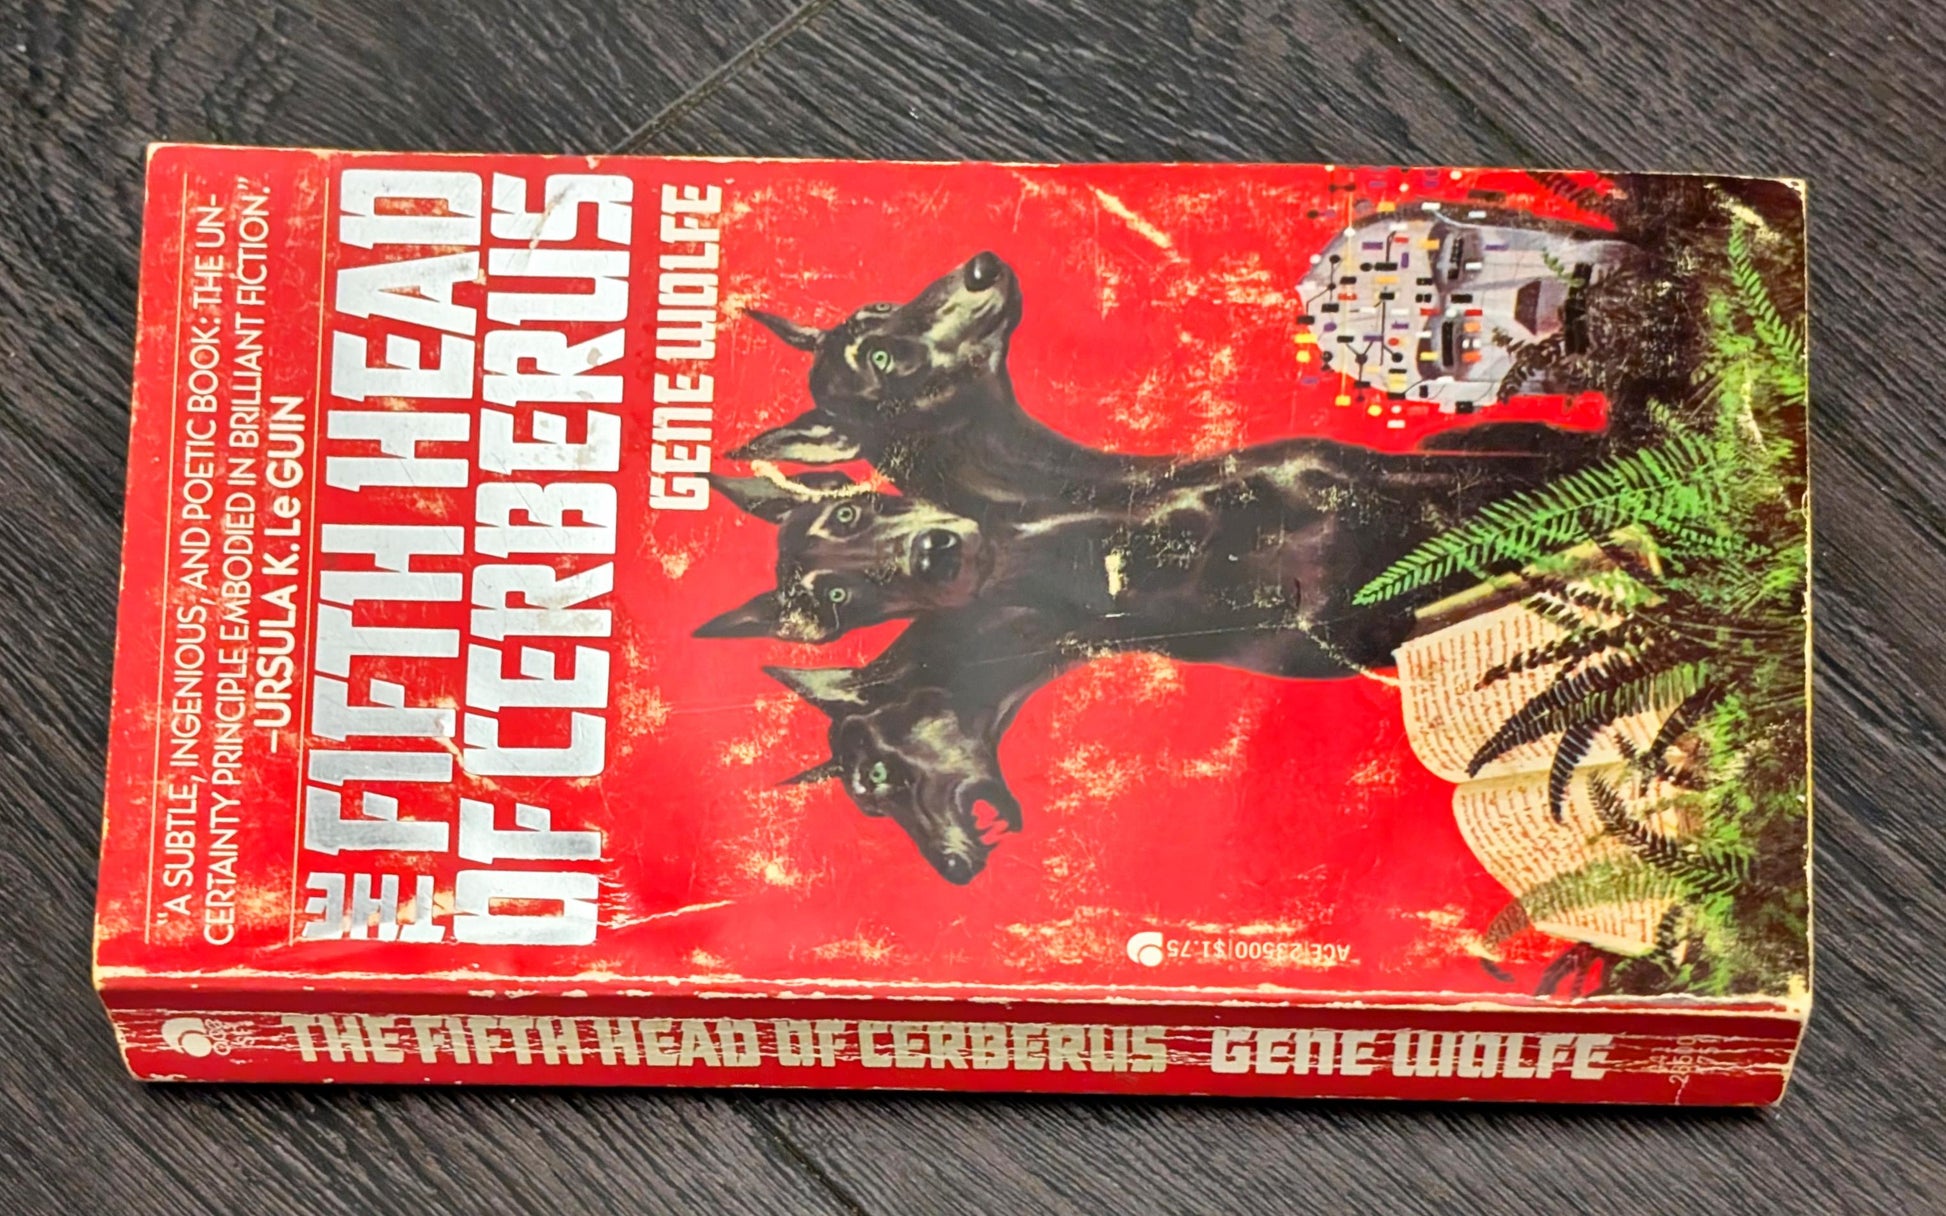 "A SUBTLE, INGENIOUS, AND POETIC BOOK: THE UN-
CERTAINTY PRINCIPLE EMBODIED IN BRILLIANT FICTION."
–URSULA K. Le GUIN
THE FIFTH HEAD
OF CERBERUS
GENE WOLFE
ACE 23500 $1.75
THE FIFTH HEAD OF CERBERUS GENE WOLFE